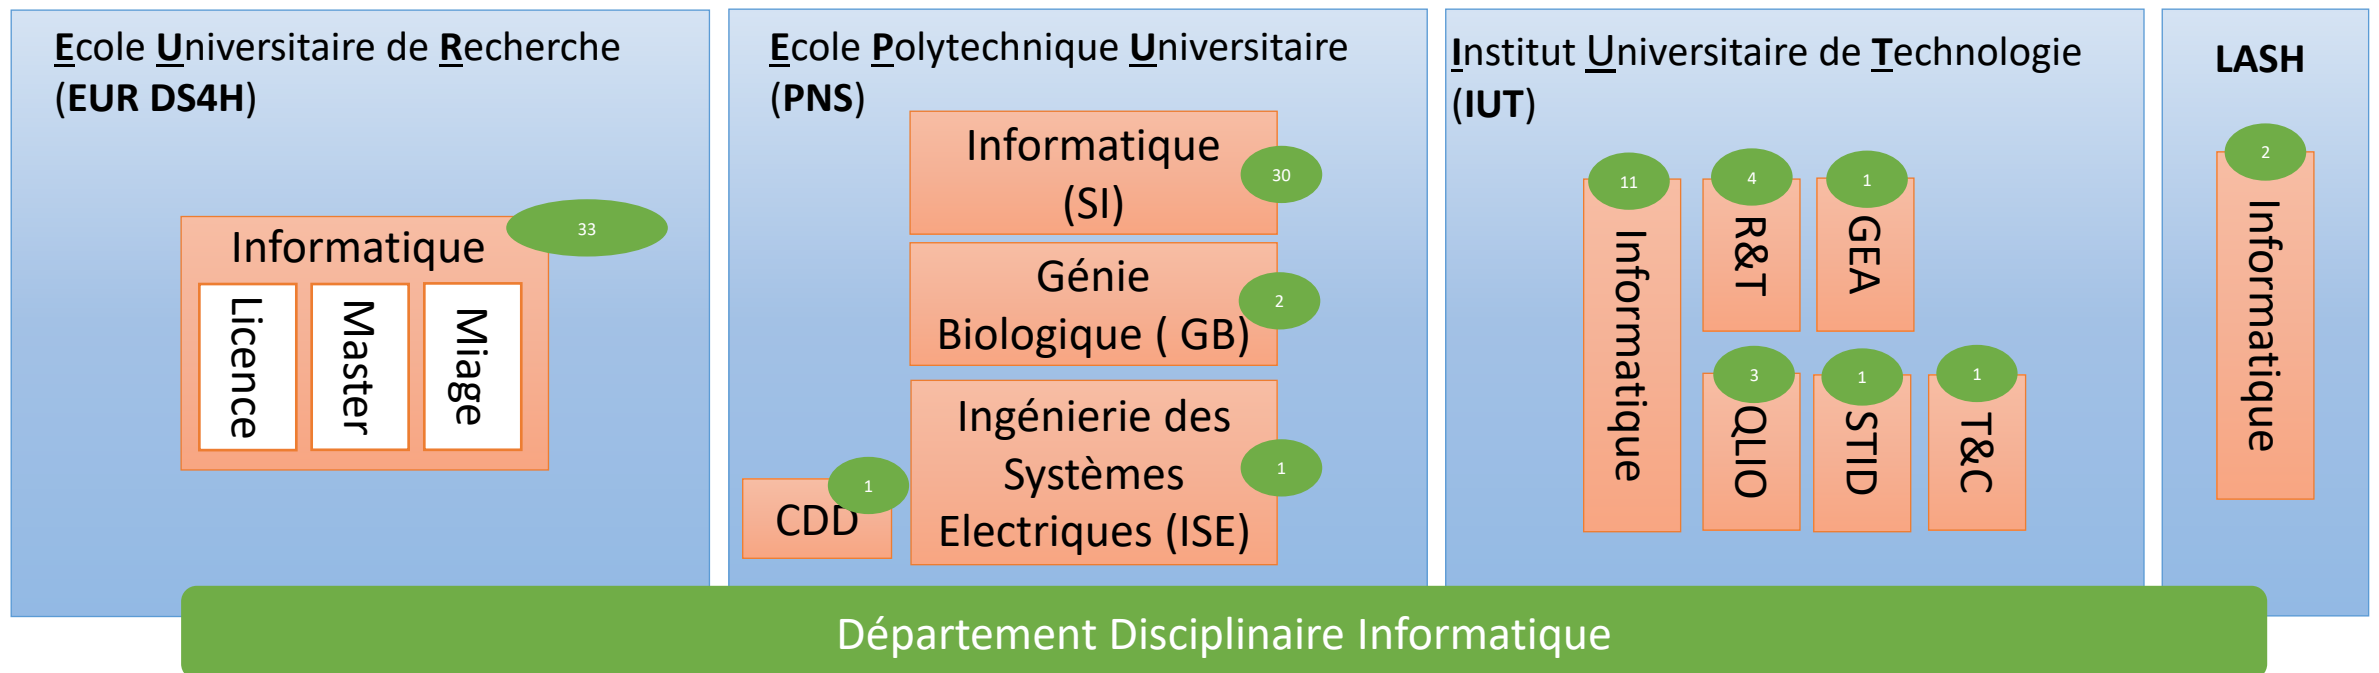 Ecole Universitaire de Recherche
(EUR DS4H)
33
Informatique
Licence
Master
Miage
Ecole Polytechnique Universitaire
(PNS)
Informatique
(SI)
30
Génie
Biologique ( GB)
2
Ingénierie des
Systèmes
Electriques (ISE)
1
CDD
1
Institut Universitaire de Technologie
(IUT)
11
Informatique
4
R&T
1
GEA
3
QLIO
1
STID
1
T&C
LASH
2
Informatique
Département Disciplinaire Informatique